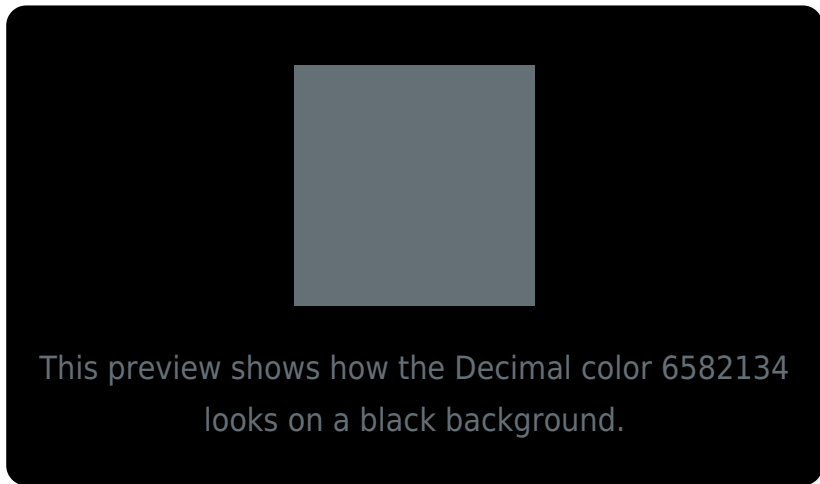 This preview shows how the Decimal color 6582134
looks on a black background.